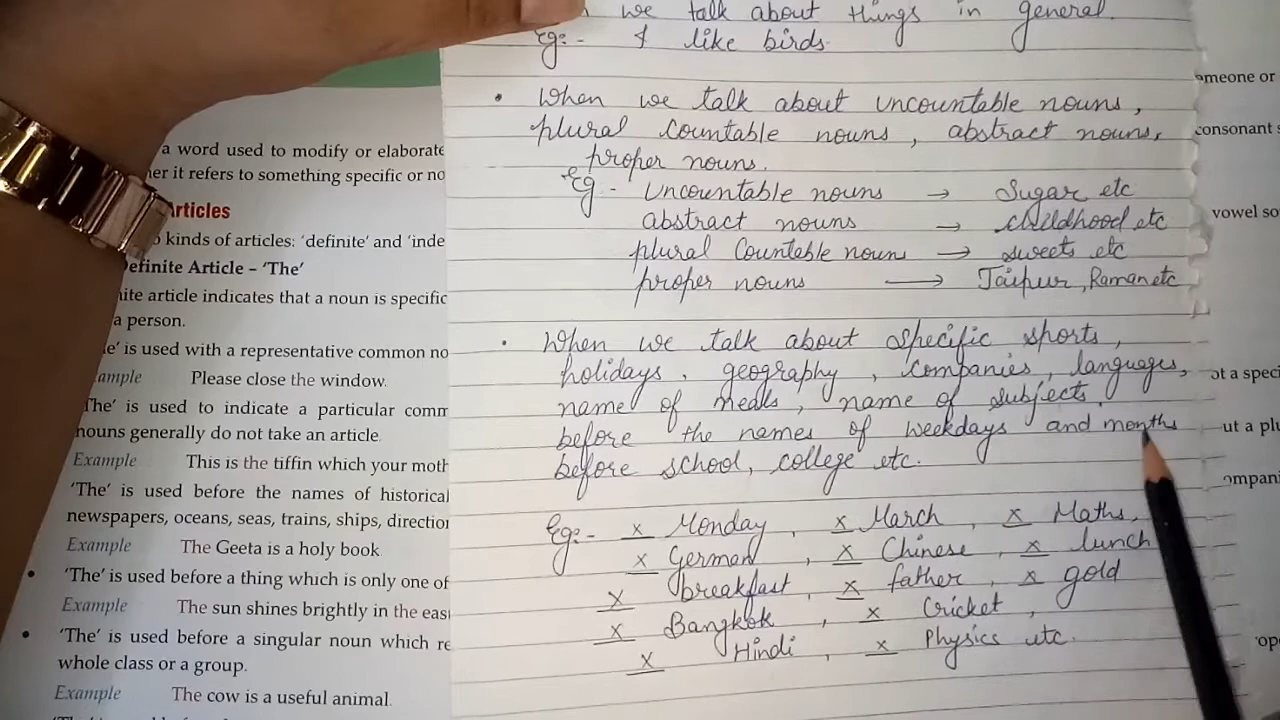 we talk about things in general.
Eg:- I like birds.
• When we talk about uncountable nouns,
plural countable nouns, abstract nouns,
proper nouns.
Eg- Uncountable nouns → Sugar etc
abstract nouns → childhood etc
plural Countable noun → sweets etc
proper nouns → Jaipur, Raman etc
• When we talk about specific sports,
holidays, geography, companies, languages,
name of meals, name of subjects.
before the names of weekdays and months
before school, college etc.
Eg:- x Monday, x March, x Maths,
x German, x Chinese, x lunch
x breakfast, x father, x gold
x Bangkok, x Cricket,
x Hindi, x Physics etc.
a word used to modify or elaborate
er it refers to something specific or no
Articles
kinds of articles: 'definite' and 'inde
efinite Article – 'The'
ite article indicates that a noun is specific
a person.
e' is used with a representative common no
ample Please close the window.
The' is used to indicate a particular comm
nouns generally do not take an article.
Example This is the tiffin which your moth
'The' is used before the names of historical
newspapers, oceans, seas, trains, ships, direction
Example The Geeta is a holy book.
• 'The' is used before a thing which is only one of
Example The sun shines brightly in the eas
• 'The' is used before a singular noun which re
whole class or a group.
Example The cow is a useful animal.
omeone or
consonant s
vowel so
ot a speci
ut a plu
ompani